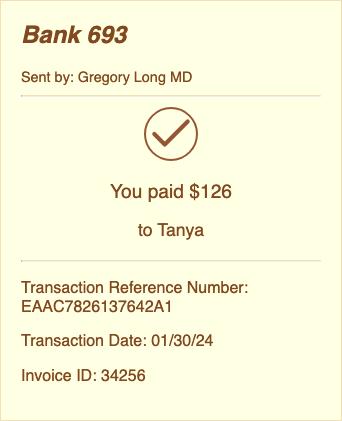 Bank 693
Sent by: Gregory Long MD
You paid $126
to Tanya
Transaction Reference Number:
EAAC7826137642A1
Transaction Date: 01/30/24
Invoice ID: 34256